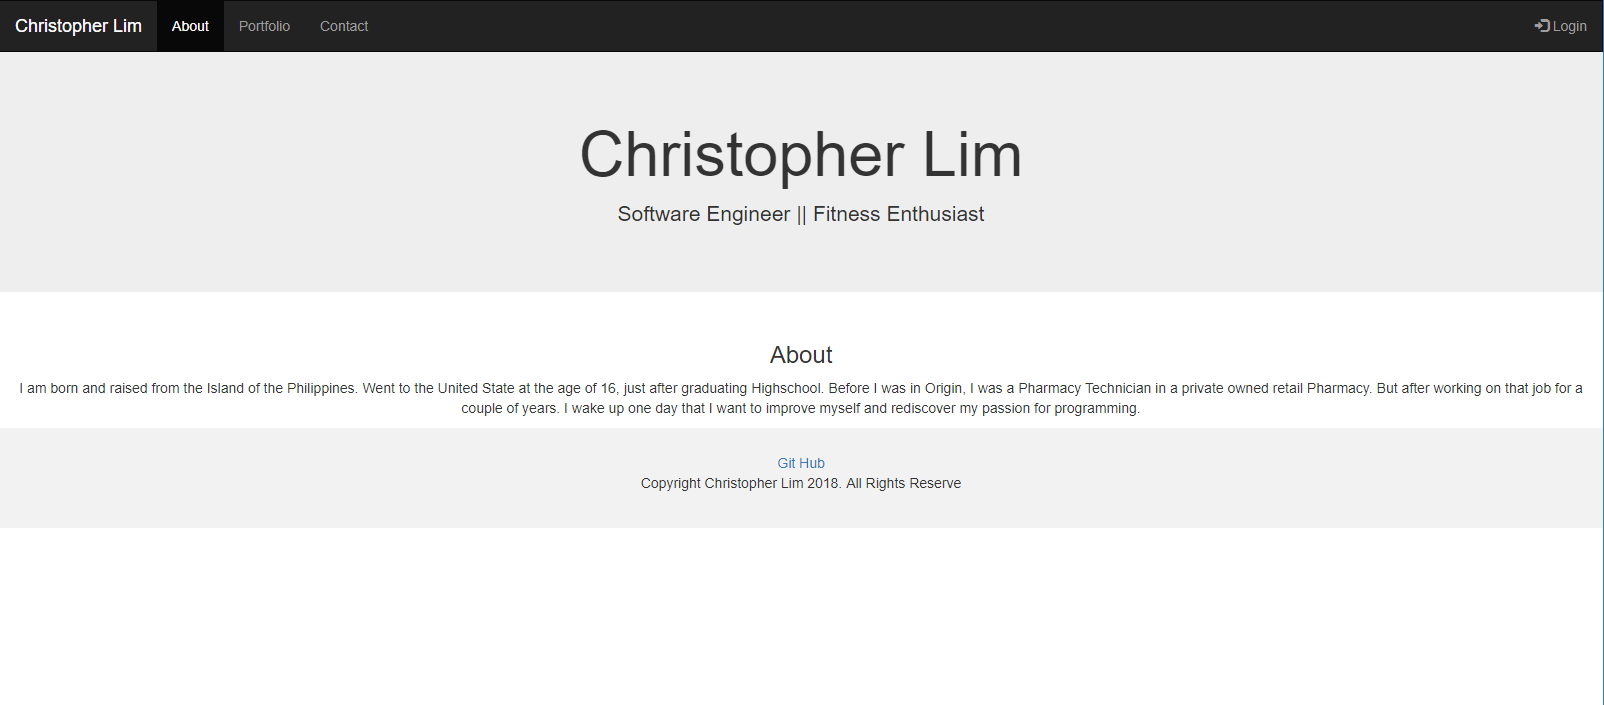 Christopher Lim About Portfolio Contact Login
Christopher Lim
Software Engineer || Fitness Enthusiast
About
I am born and raised from the Island of the Philippines. Went to the United State at the age of 16, just after graduating Highschool. Before I was in Origin, I was a Pharmacy Technician in a private owned retail Pharmacy. But after working on that job for a
couple of years. I wake up one day that I want to improve myself and rediscover my passion for programming.
Git Hub
Copyright Christopher Lim 2018. All Rights Reserve